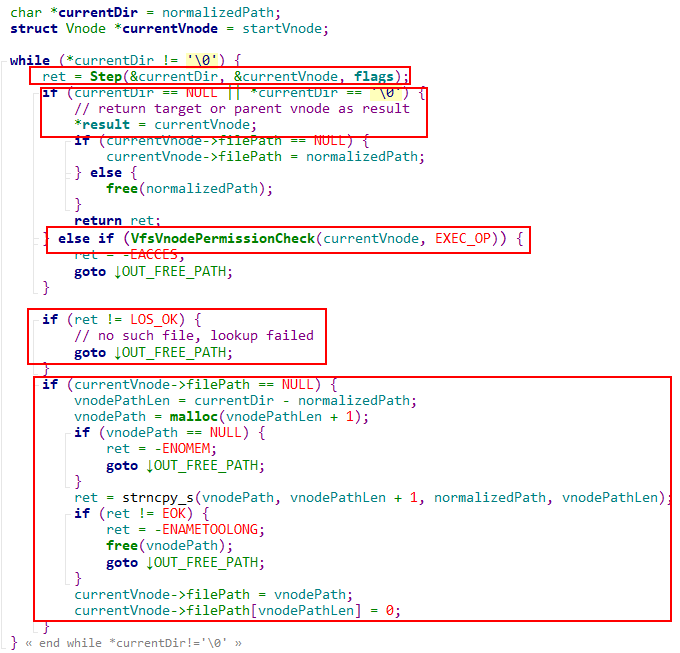 char *currentDir = normalizedPath;
struct Vnode *currentVnode = startVnode;
while (*currentDir != '\0') {
ret = Step(&currentDir, &currentVnode, flags);
if (currentDir == NULL || *currentDir == '\0') {
// return target or parent vnode as result
*result = currentVnode;
if (currentVnode->filePath == NULL) {
currentVnode->filePath = normalizedPath;
} else {
free(normalizedPath);
}
return ret;
} else if (VfsVnodePermissionCheck(currentVnode, EXEC_OP)) {
ret = -EACCES;
goto ↓OUT_FREE_PATH;
}
if (ret != LOS_OK) {
// no such file, lookup failed
goto ↓OUT_FREE_PATH;
}
if (currentVnode->filePath == NULL) {
vnodePathLen = currentDir - normalizedPath;
vnodePath = malloc(vnodePathLen + 1);
if (vnodePath == NULL) {
ret = -ENOMEM;
goto ↓OUT_FREE_PATH;
}
ret = strncpy_s(vnodePath, vnodePathLen + 1, normalizedPath, vnodePathLen);
if (ret != EOK) {
ret = -ENAMETOOLONG;
free(vnodePath);
goto ↓OUT_FREE_PATH;
}
currentVnode->filePath = vnodePath;
currentVnode->filePath[vnodePathLen] = 0;
}
} « end while *currentDir!='\0' »